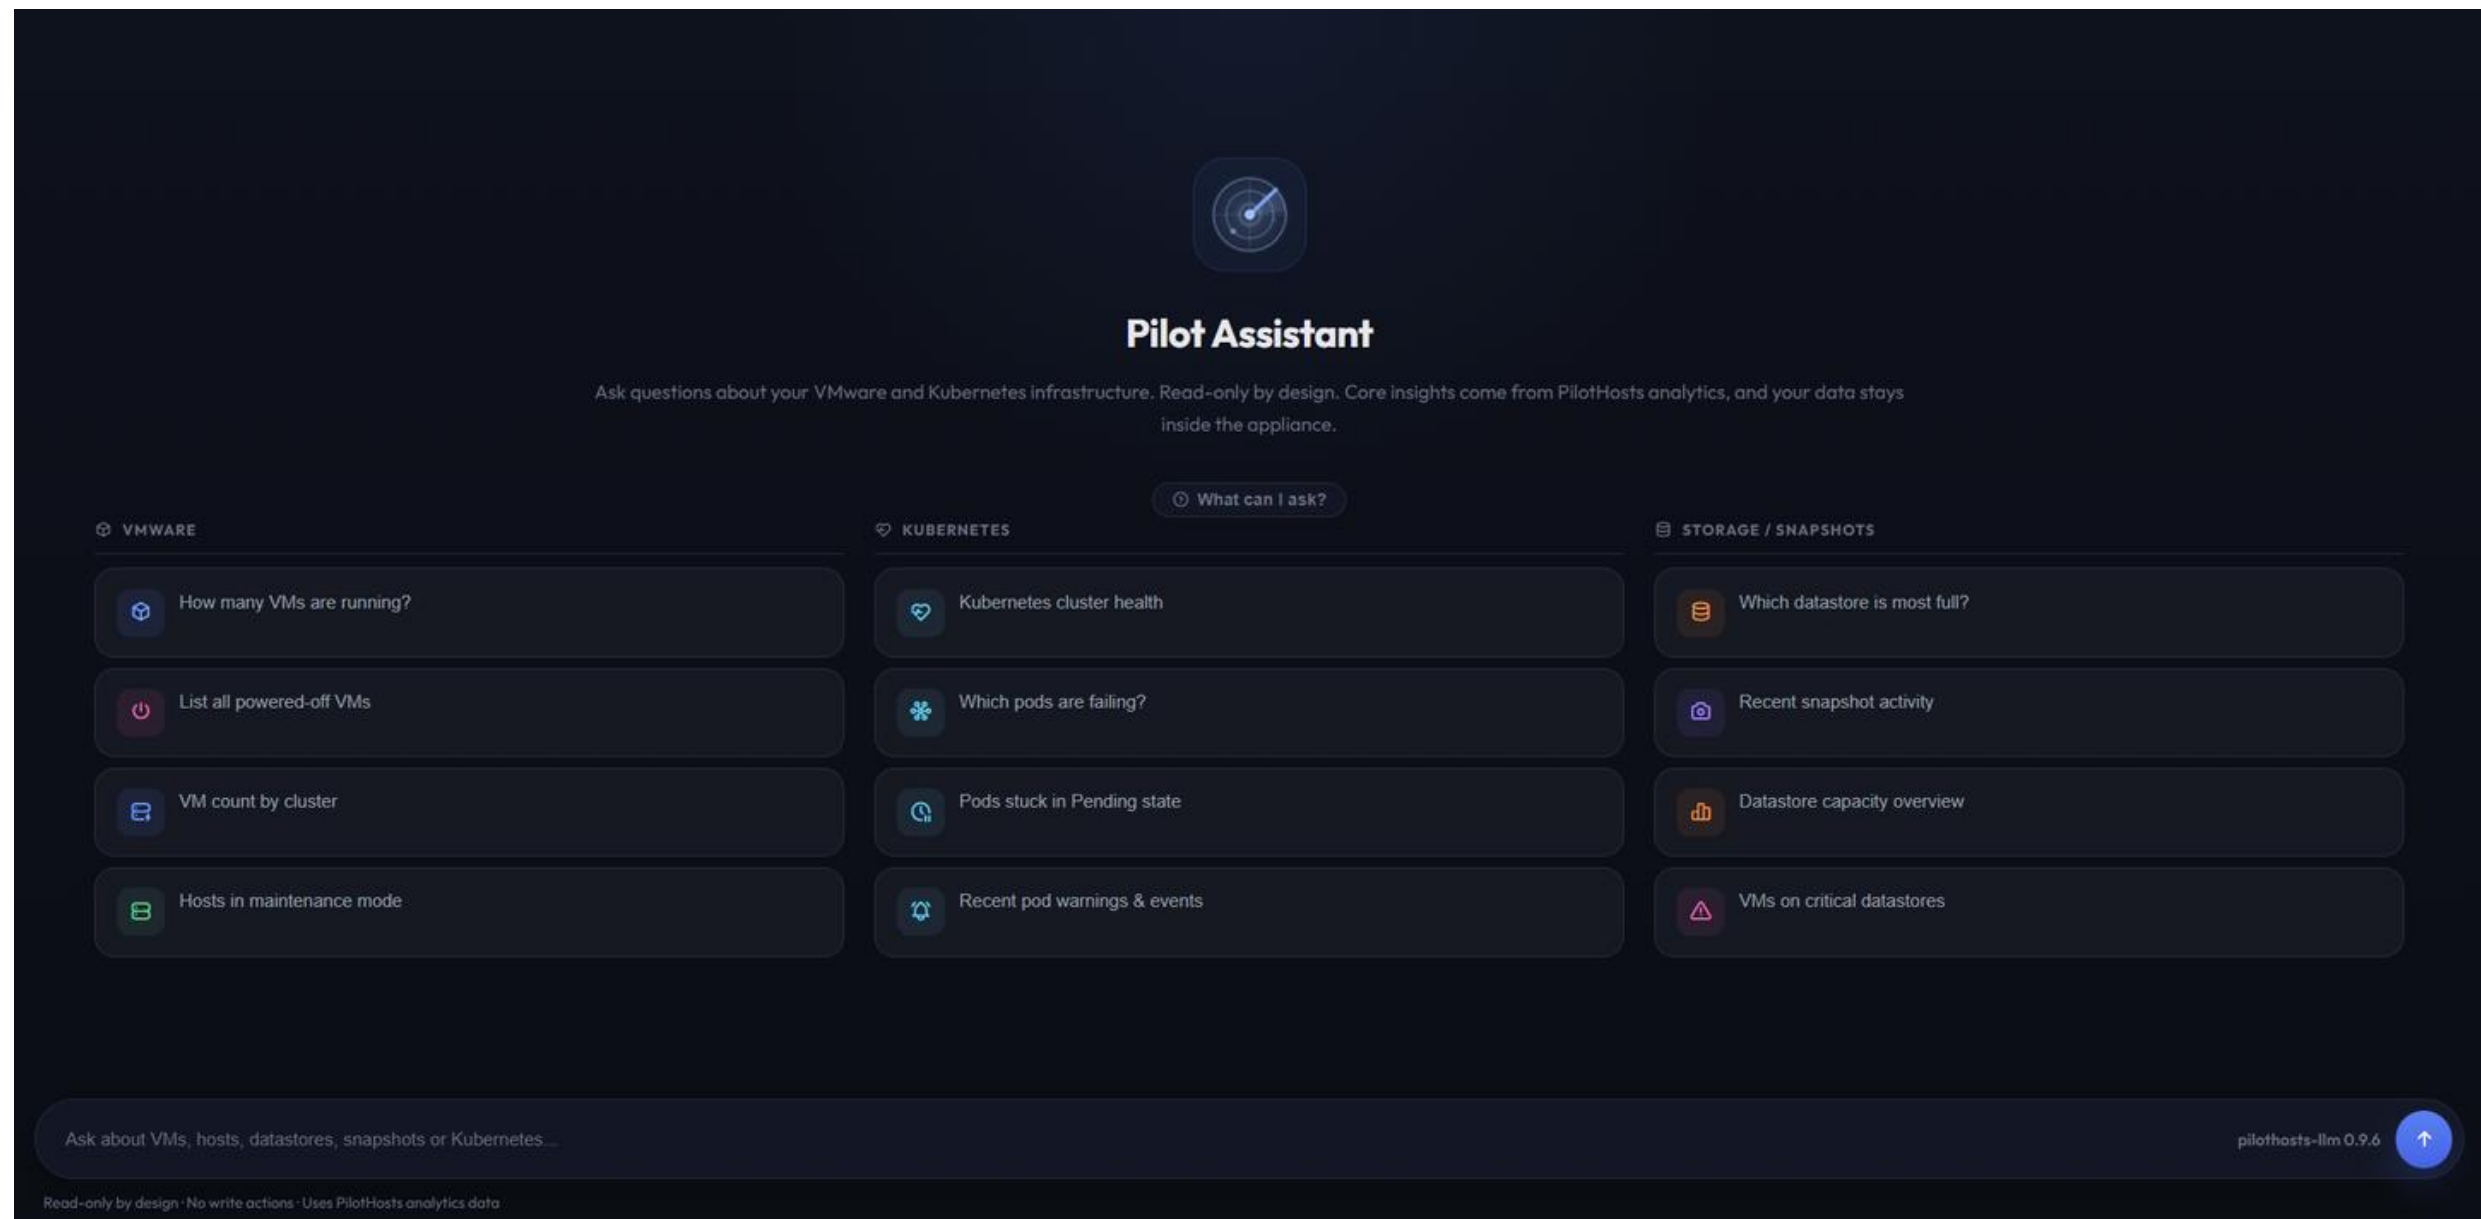 Pilot Assistant
Ask questions about your VMware and Kubernetes infrastructure. Read-only by design. Core insights come from PilotHosts analytics, and your data stays
inside the appliance.
What can I ask?
VMWARE
How many VMs are running?
List all powered-off VMs
VM count by cluster
Hosts in maintenance mode
KUBERNETES
Kubernetes cluster health
Which pods are failing?
Pods stuck in Pending state
Recent pod warnings & events
STORAGE / SNAPSHOTS
Which datastore is most full?
Recent snapshot activity
Datastore capacity overview
VMs on critical datastores
Ask about VMs, hosts, datastores, snapshots or Kubernetes...
pilothosts-llm 0.9.6
Read-only by design · No write actions · Uses PilotHosts analytics data